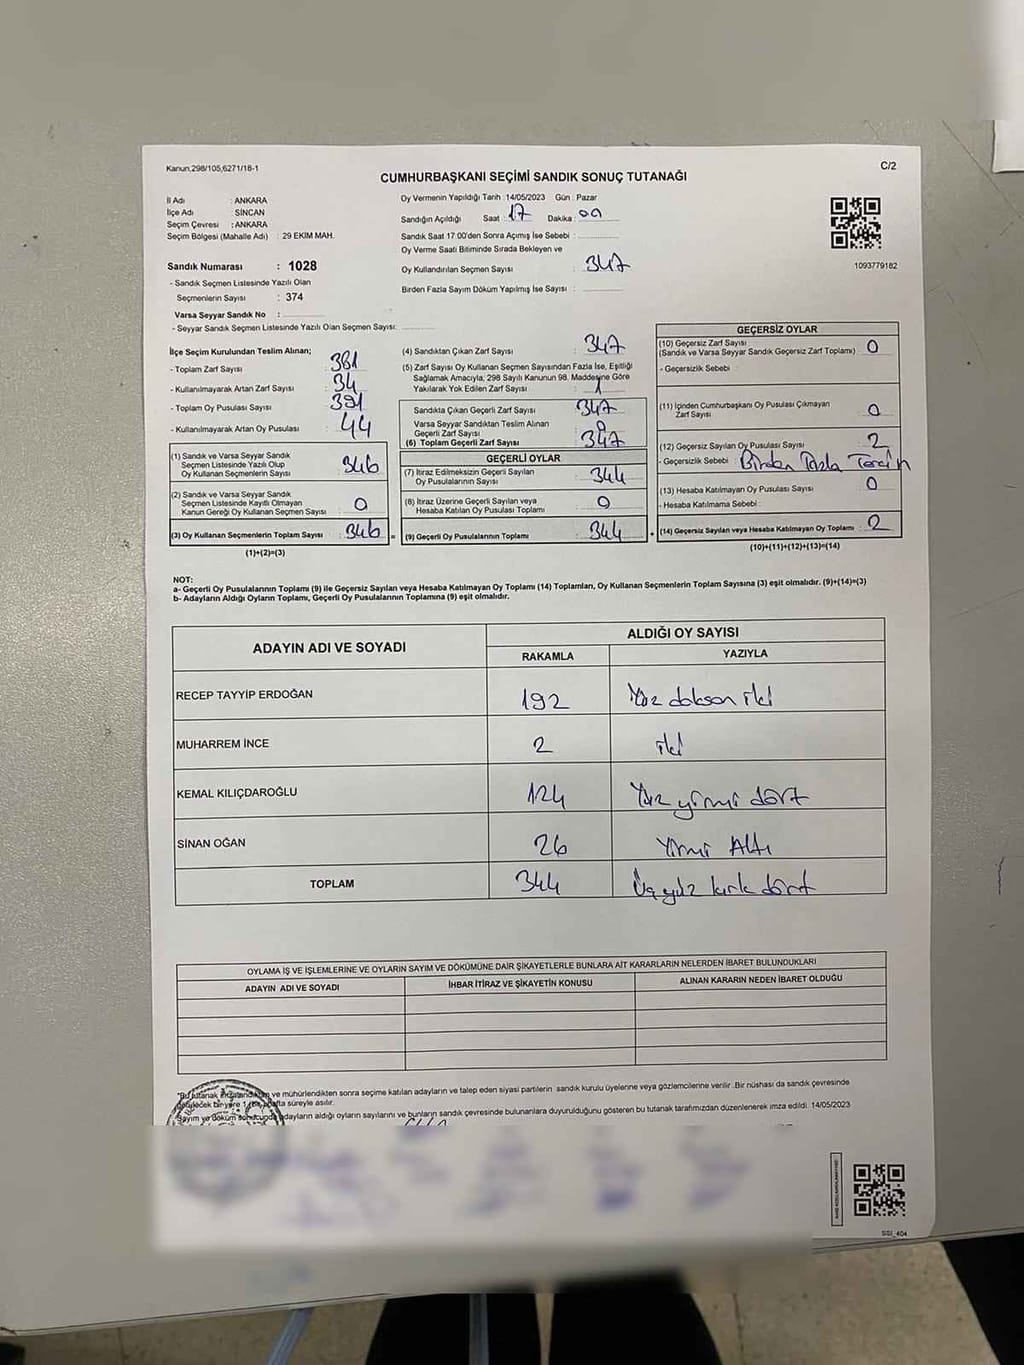 Kanun,298/105,6271/18-1
C/2
CUMHURBAŞKANI SEÇİMİ SANDIK SONUÇ TUTANAĞI
İl Adı : ANKARA
İlçe Adı : SİNCAN
Seçim Çevresi : ANKARA
Seçim Bölgesi (Mahalle Adı) : 29 EKİM MAH.
Sandık Numarası : 1028
- Sandık Seçmen Listesinde Yazılı Olan
Seçmenlerin Sayısı : 374
Varsa Seyyar Sandık No :
- Seyyar Sandık Seçmen Listesinde Yazılı Olan Seçmen Sayısı:
Oy Vermenin Yapıldığı Tarih : 14/05/2023 Gün : Pazar
Sandığın Açıldığı Saat : 17 Dakika : 00
Sandık Saat 17:00'den Sonra Açımış İse Sebebi :
Oy Verme Saati Bitiminde Sırada Bekleyen ve
Oy Kullandırılan Seçmen Sayısı : 347
Birden Fazla Sayım Döküm Yapılmış İse Sayısı :
1093779182
İlçe Seçim Kurulundan Teslim Alınan;
- Toplam Zarf Sayısı : 381
- Kullanılmayarak Artan Zarf Sayısı : 34
- Toplam Oy Pusulası Sayısı : 391
- Kullanılmayarak Artan Oy Pusulası : 44
(1) Sandık ve Varsa Seyyar Sandık
Seçmen Listesinde Yazılı Olup
Oy Kullanan Seçmenlerin Sayısı : 346
(2) Sandık ve Varsa Seyyar Sandık
Seçmen Listesinde Kayıtlı Olmayan
Kanun Gereği Oy Kullanan Seçmen Sayısı : 0
(3) Oy Kullanan Seçmenlerin Toplam Sayısı : 346
(1)+(2)=(3)
(4) Sandıktan Çıkan Zarf Sayısı : 347
(5) Zarf Sayısı Oy Kullanan Seçmen Sayısından Fazla İse, Eşitliği
Sağlamak Amacıyla, 298 Sayılı Kanunun 98. Maddesine Göre
Yakılarak Yok Edilen Zarf Sayısı : 1
Sandıkta Çıkan Geçerli Zarf Sayısı : 347
Varsa Seyyar Sandıktan Teslim Alınan
Geçerli Zarf Sayısı : 0
(6) Toplam Geçerli Zarf Sayısı : 347
GEÇERLİ OYLAR
(7) İtiraz Edilmeksizin Geçerli Sayılan
Oy Pusulalarının Sayısı : 344
(8) İtiraz Üzerine Geçerli Sayılan veya
Hesaba Katılan Oy Pusulası Toplamı : 0
(9) Geçerli Oy Pusulalarının Toplamı : 344
GEÇERSİZ OYLAR
(10) Geçersiz Zarf Sayısı
(Sandık ve Varsa Seyyar Sandık Geçersiz Zarf Toplamı) : 0
- Geçersizlik Sebebi :
(11) İçinden Cumhurbaşkanı Oy Pusulası Çıkmayan
Zarf Sayısı : 0
(12) Geçersiz Sayılan Oy Pusulası Sayısı : 2
- Geçersizlik Sebebi : Birden Fazla Tercih
(13) Hesaba Katılmayan Oy Pusulası Sayısı : 0
- Hesaba Katılmama Sebebi :
(14) Geçersiz Sayılan veya Hesaba Katılmayan Oy Toplamı : 2
(10)+(11)+(12)+(13)=(14)
NOT:
a- Geçerli Oy Pusulalarının Toplamı (9) ile Geçersiz Sayılan veya Hesaba Katılmayan Oy Toplamı (14) Toplamları, Oy Kullanan Seçmenlerin Toplam Sayısına (3) eşit olmalıdır. (9)+(14)=(3)
b- Adayların Aldığı Oyların Toplamı, Geçerli Oy Pusulalarının Toplamına (9) eşit olmalıdır.
ADAYIN ADI VE SOYADI ALDIĞI OY SAYISI
RAKAMLA YAZIYLA
RECEP TAYYİP ERDOĞAN 192 Yüz doksan iki
MUHARREM İNCE 2 iki
KEMAL KILIÇDAROĞLU 124 Yüz yirmi dört
SİNAN OĞAN 26 Yirmi Altı
TOPLAM 344 Üç yüz kırk dört
OYLAMA İŞ VE İŞLEMLERİNE VE OYLARIN SAYIM VE DÖKÜMÜNE DAİR ŞİKAYETLERLE BUNLARA AİT KARARLARIN NELERDEN İBARET BULUNDUKLARI
ADAYIN ADI VE SOYADI İHBAR İTİRAZ VE ŞİKAYETİN KONUSU ALINAN KARARIN NEDEN İBARET OLDUĞU
*Bu tutanak ve mühürlendikten sonra seçime katılan adayların ve talep eden siyasi partilerin sandık kurulu üyelerine veya gözlemcilerine verilir .Bir nüshası da sandık çevresinde
bir yere 1 hafta süreyle asılır.
Sayım ve döküm sonucunda adayların aldığı oyların sayılarını ve bunların sandık çevresinde bulunanlara duyurulduğunu gösteren bu tutanak tarafımızdan düzenlenerek imza edildi. 14/05/2023
SSI_404